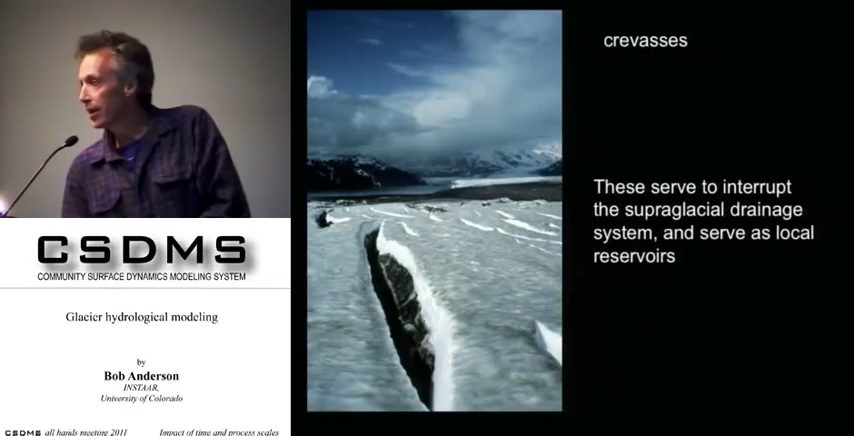 CSDMS
COMMUNITY SURFACE DYNAMICS MODELING SYSTEM
Glacier hydrological modeling
by
Bob Anderson
INSTAAR,
University of Colorado
CSDMS all hands meeting 2011 Impact of time and process scales
crevasses
These serve to interrupt
the supraglacial drainage
system, and serve as local
reservoirs